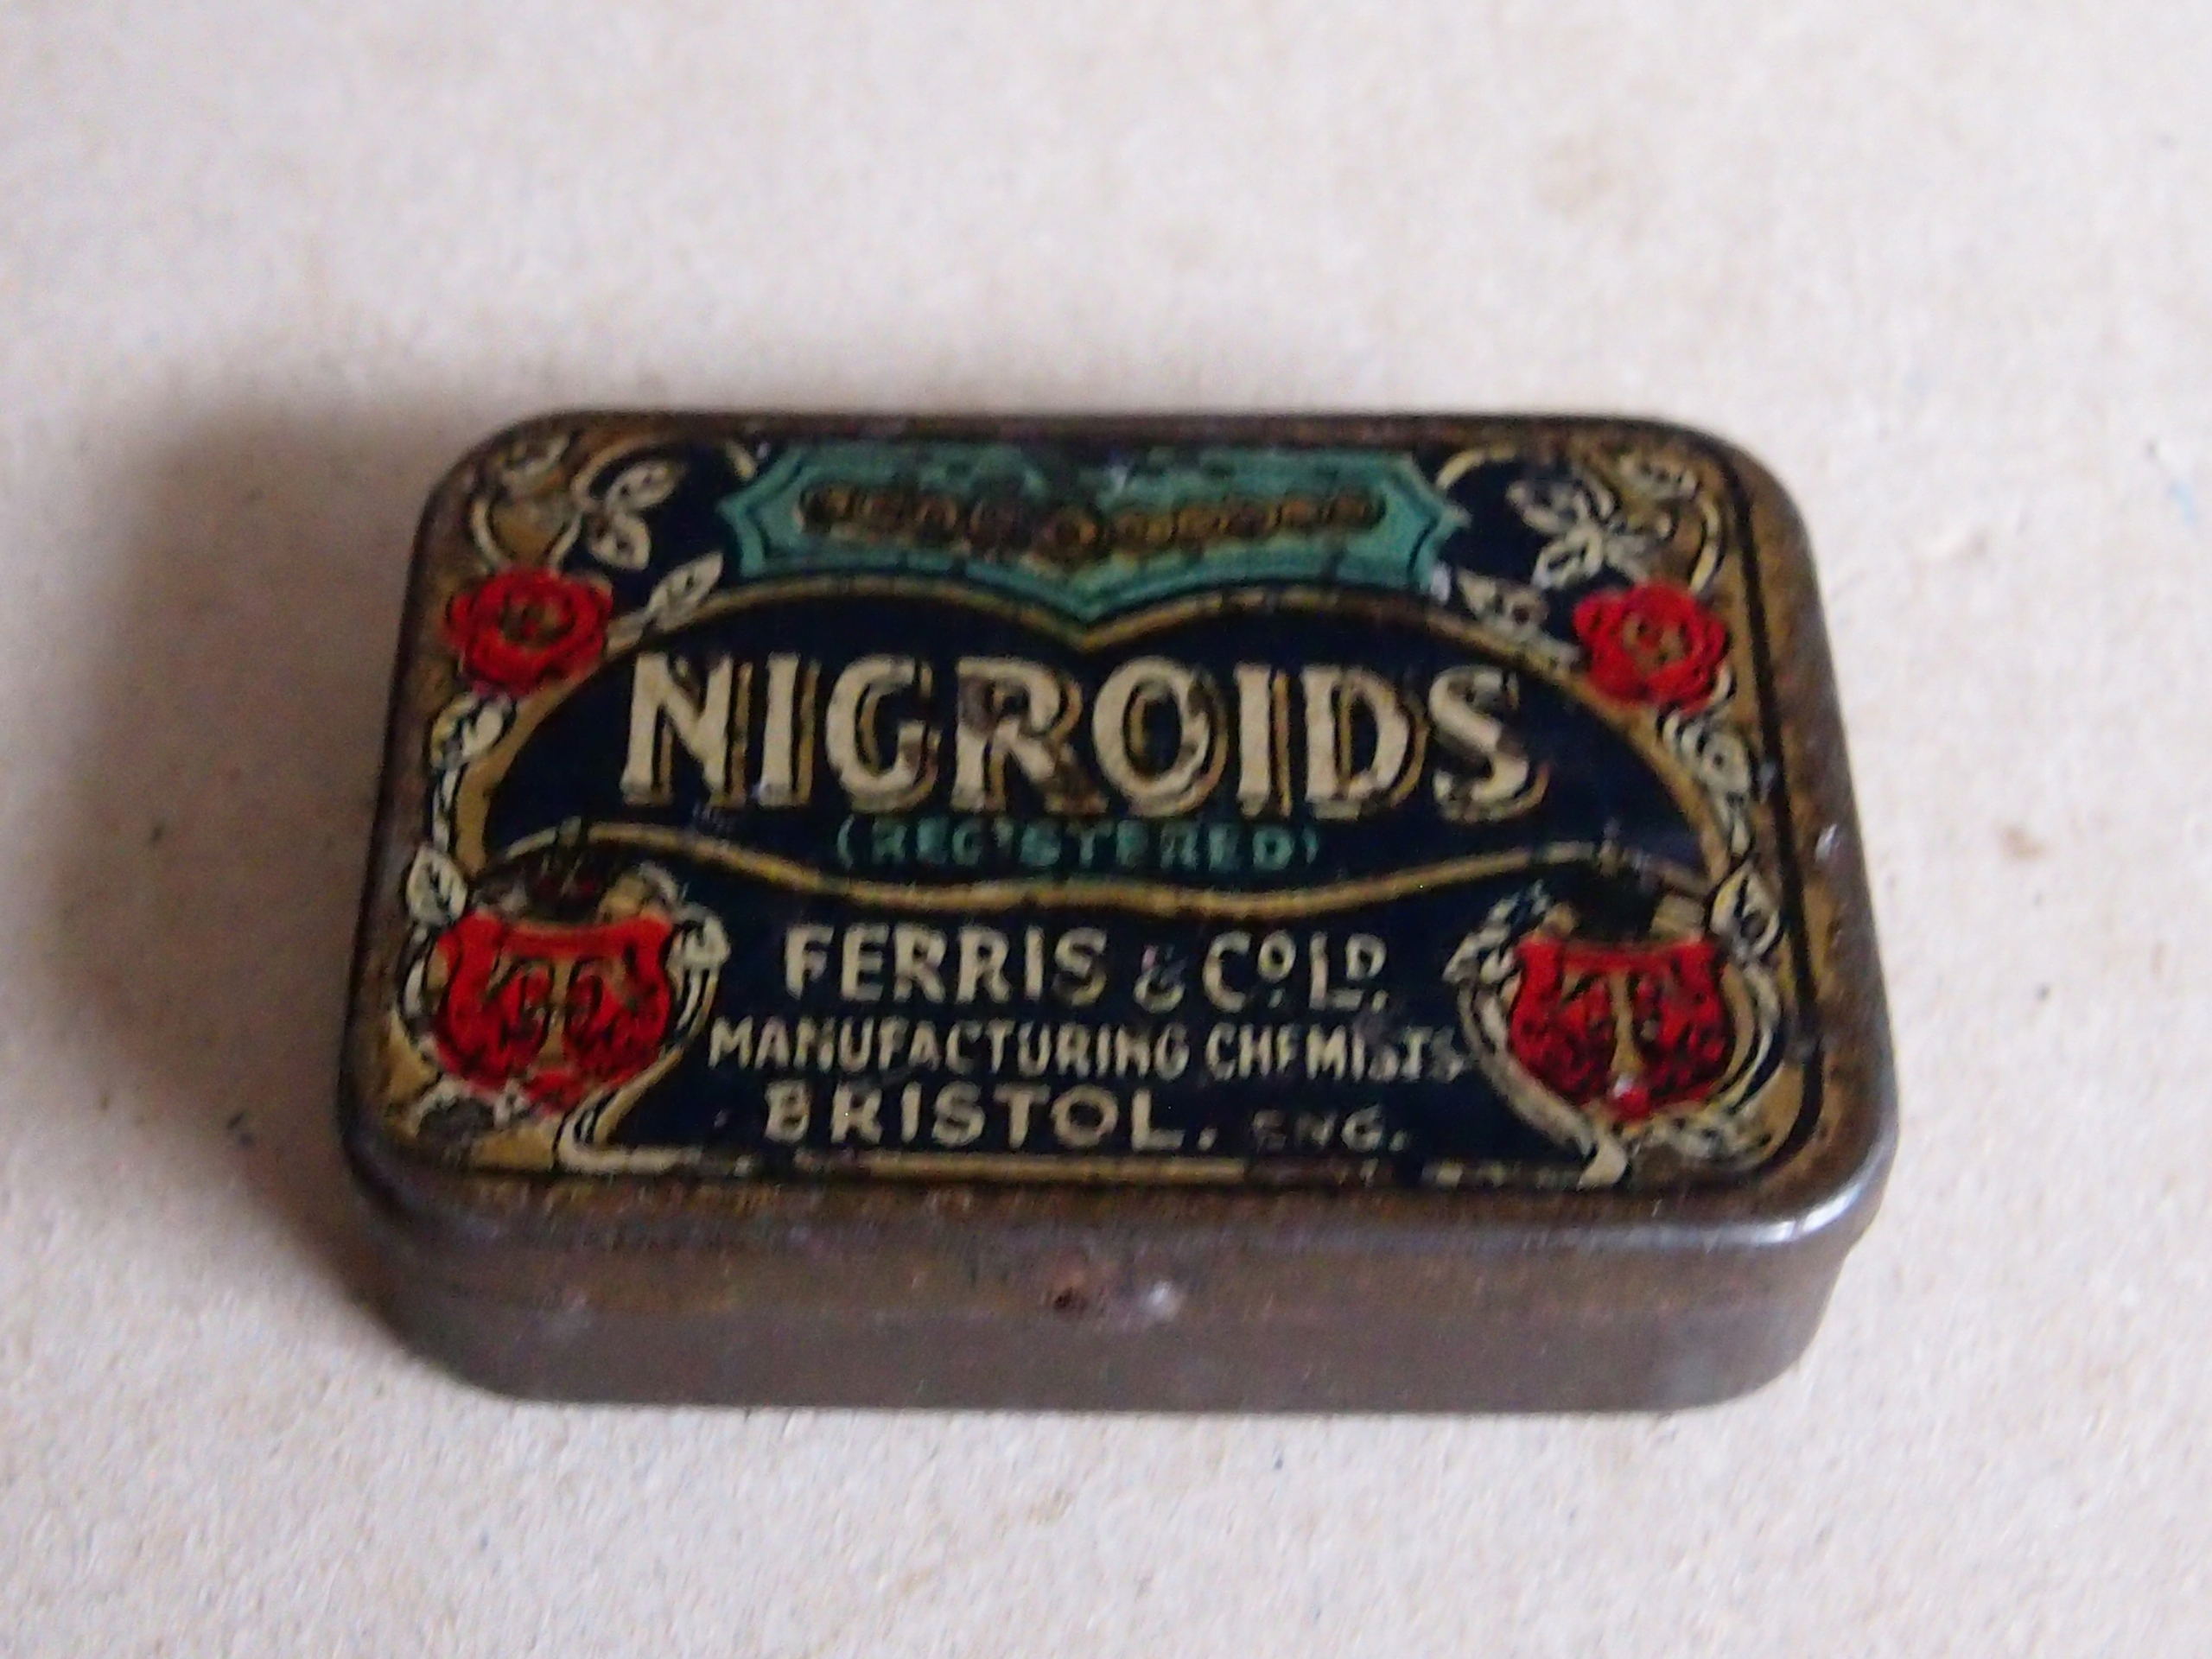 NIGROIDS
(REGISTERED)
FERRIS & Co. LD.
MANUFACTURING CHEMISTS
BRISTOL. ENG.